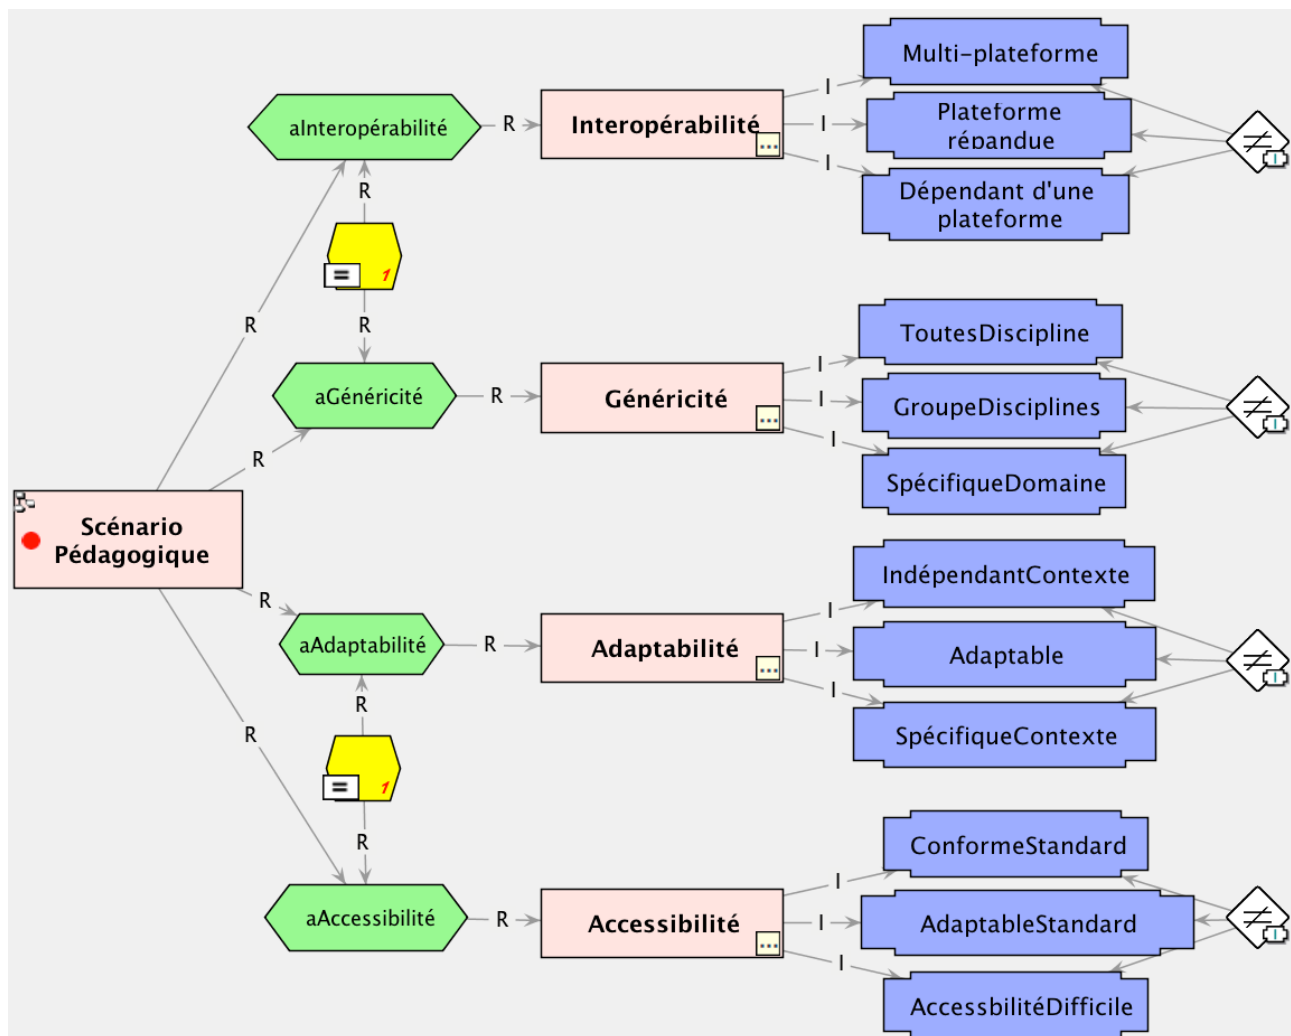 Multi-plateforme
aInteropérabilité
R
Interopérabilité
...
I
I
I
Plateforme
répandue
≠
I
Dépendant d'une
plateforme
R
=
1
R
R
ToutesDiscipline
aGénéricité
R
Généricité
...
I
I
I
GroupeDisciplines
≠
I
R
SpécifiqueDomaine
Scénario
Pédagogique
IndépendantContexte
R
aAdaptabilité
R
Adaptabilité
...
I
I
I
Adaptable
≠
I
R
R
SpécifiqueContexte
=
1
R
ConformeStandard
aAccessibilité
R
Accessibilité
...
I
I
I
AdaptableStandard
≠
I
AccessbilitéDifficile